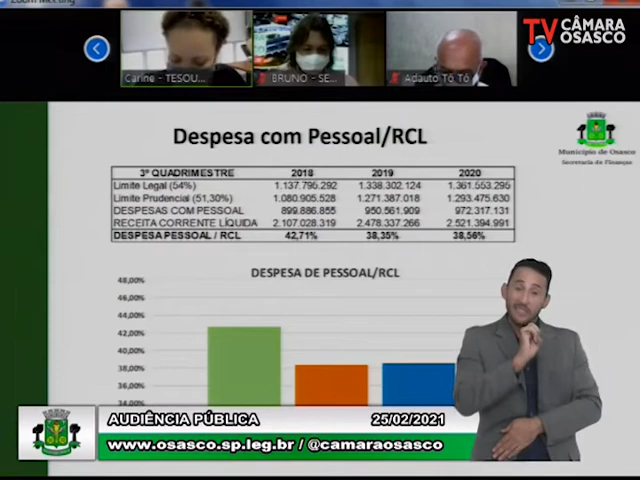 Zoom Meeting
TV CÂMARA OSASCO
Carine - TESOU...
BRUNO - SE...
Adauto Tô Tô
Despesa com Pessoal/RCL
Município de Osasco
Secretaria de Finanças
3º QUADRIMESTRE 2018 2019 2020
Limite Legal (54%) 1.137.795.292 1.338.302.124 1.361.553.295
Limite Prudencial (51,30%) 1.080.905.528 1.271.387.018 1.293.475.630
DESPESAS COM PESSOAL 899.886.855 950.561.909 972.317.131
RECEITA CORRENTE LÍQUIDA 2.107.028.319 2.478.337.266 2.521.394.991
DESPESA PESSOAL / RCL 42,71% 38,35% 38,56%
DESPESA DE PESSOAL/RCL
48,00%
46,00%
44,00%
42,00%
40,00%
38,00%
36,00%
34,00%
AUDIÊNCIA PÚBLICA 25/02/2021
www.osasco.sp.leg.br / @camaraosasco